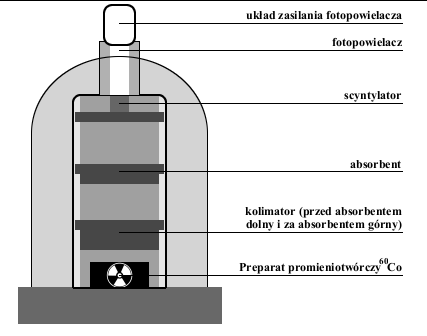 układ zasilania fotopowielacza
fotopowielacz
scyntylator
absorbent
kolimator (przed absorbentem
dolny i za absorbentem górny)
Preparat promieniotwórczy ⁶⁰Co